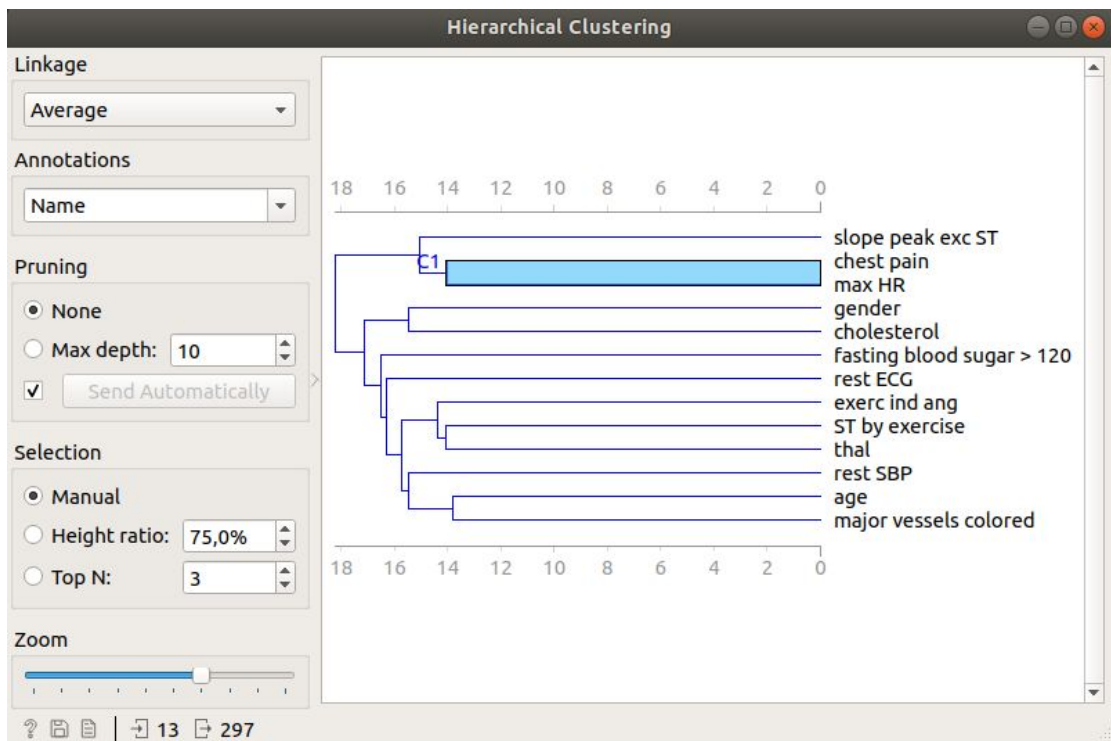 Hierarchical Clustering
Linkage
Average
Annotations
Name
Pruning
None
Max depth: 10
Send Automatically
Selection
Manual
Height ratio: 75,0%
Top N: 3
Zoom
? 13 297
18 16 14 12 10 8 6 4 2 0
C1
slope peak exc ST
chest pain
max HR
gender
cholesterol
fasting blood sugar > 120
rest ECG
exerc ind ang
ST by exercise
thal
rest SBP
age
major vessels colored
18 16 14 12 10 8 6 4 2 0